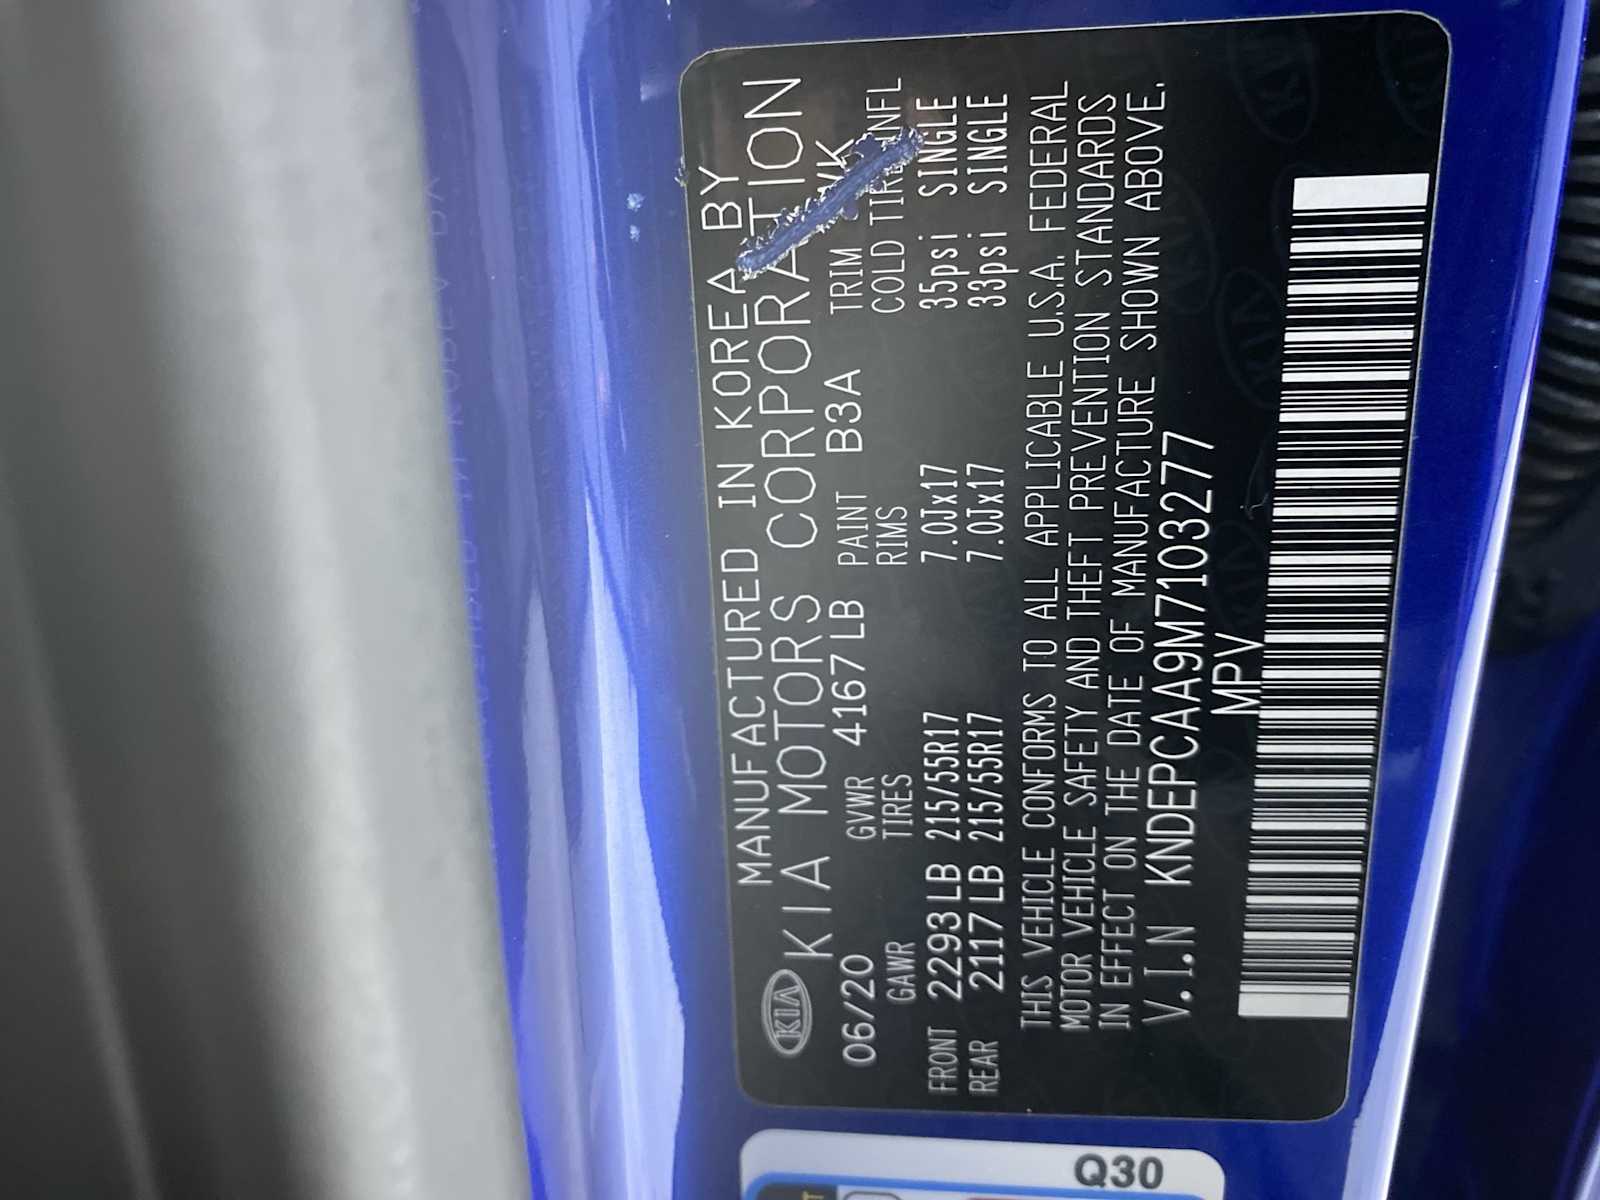 KIA MANUFACTURED IN KOREA BY
KIA MOTORS CORPORATION
06/20 GVWR 4167 LB PAINT B3A TRIM
GAWR TIRES RIMS COLD TIRE INFL
FRONT 2293 LB 215/55R17 7.0Jx17 35psi SINGLE
REAR 2117 LB 215/55R17 7.0Jx17 33psi SINGLE
THIS VEHICLE CONFORMS TO ALL APPLICABLE U.S.A. FEDERAL
MOTOR VEHICLE SAFETY AND THEFT PREVENTION STANDARDS
IN EFFECT ON THE DATE OF MANUFACTURE SHOWN ABOVE.
V.I.N KNDEPCAA9M7103277
MPV
Q30